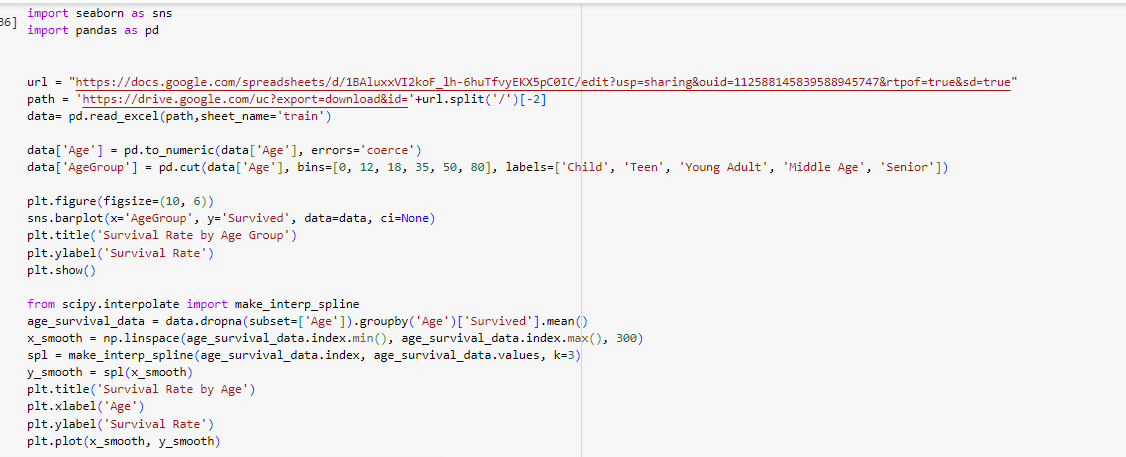 36]
import seaborn as sns
import pandas as pd
url = "https://docs.google.com/spreadsheets/d/1BAluxxVI2koF_lh-6huTfvyEKX5pC0IC/edit?usp=sharing&ouid=112588145839588945747&rtpof=true&sd=true"
path = 'https://drive.google.com/uc?export=download&id='+url.split('/')[-2]
data= pd.read_excel(path,sheet_name='train')
data['Age'] = pd.to_numeric(data['Age'], errors='coerce')
data['AgeGroup'] = pd.cut(data['Age'], bins=[0, 12, 18, 35, 50, 80], labels=['Child', 'Teen', 'Young Adult', 'Middle Age', 'Senior'])
plt.figure(figsize=(10, 6))
sns.barplot(x='AgeGroup', y='Survived', data=data, ci=None)
plt.title('Survival Rate by Age Group')
plt.ylabel('Survival Rate')
plt.show()
from scipy.interpolate import make_interp_spline
age_survival_data = data.dropna(subset=['Age']).groupby('Age')['Survived'].mean()
x_smooth = np.linspace(age_survival_data.index.min(), age_survival_data.index.max(), 300)
spl = make_interp_spline(age_survival_data.index, age_survival_data.values, k=3)
y_smooth = spl(x_smooth)
plt.title('Survival Rate by Age')
plt.xlabel('Age')
plt.ylabel('Survival Rate')
plt.plot(x_smooth, y_smooth)